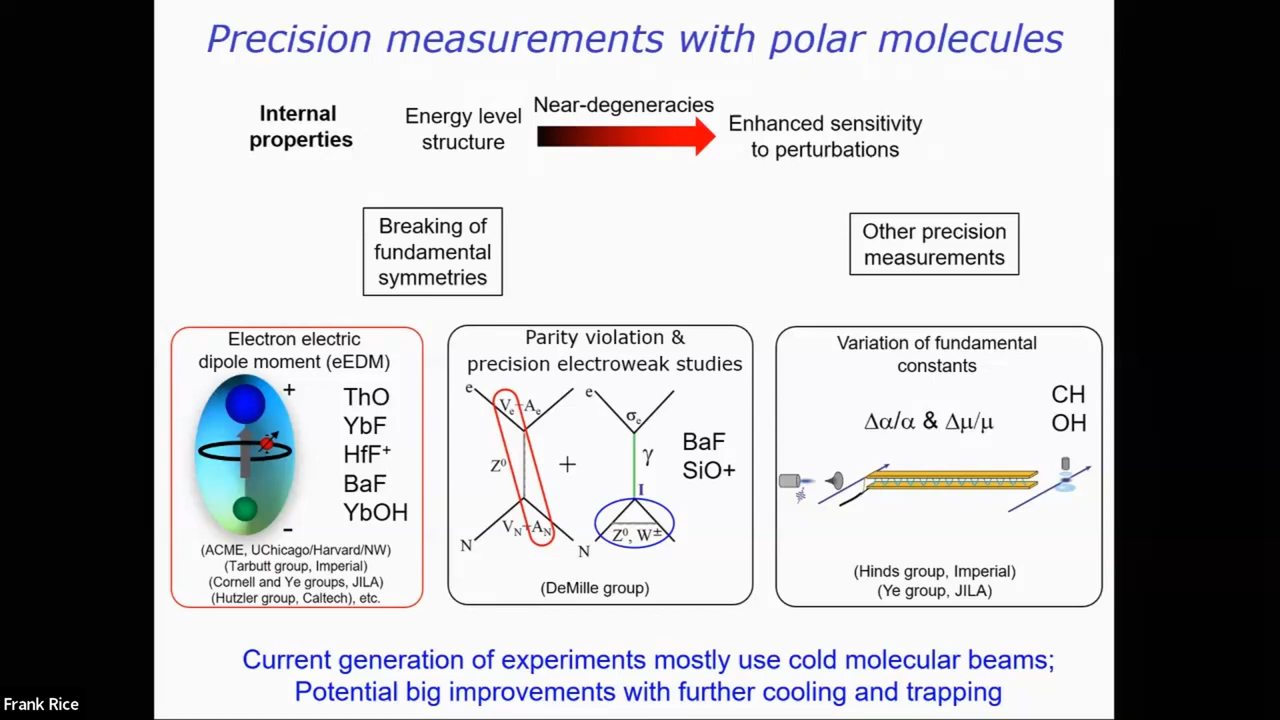 Precision measurements with polar molecules
Internal
properties
Energy level
structure
Near-degeneracies
Enhanced sensitivity
to perturbations
Breaking of
fundamental
symmetries
Other precision
measurements
Electron electric
dipole moment (eEDM)
+
-
ThO
YbF
HfF⁺
BaF
YbOH
(ACME, UChicago/Harvard/NW)
(Tarbutt group, Imperial)
(Cornell and Ye groups, JILA)
(Hutzler group, Caltech), etc.
Parity violation &
precision electroweak studies
e
Vₑ-Aₑ
Z⁰
V_N-A_N
N
+
e
σₑ
γ
I
Z⁰, W±
N
BaF
SiO+
(DeMille group)
Variation of fundamental
constants
Δα/α & Δμ/μ
CH
OH
(Hinds group, Imperial)
(Ye group, JILA)
Current generation of experiments mostly use cold molecular beams;
Potential big improvements with further cooling and trapping
Frank Rice